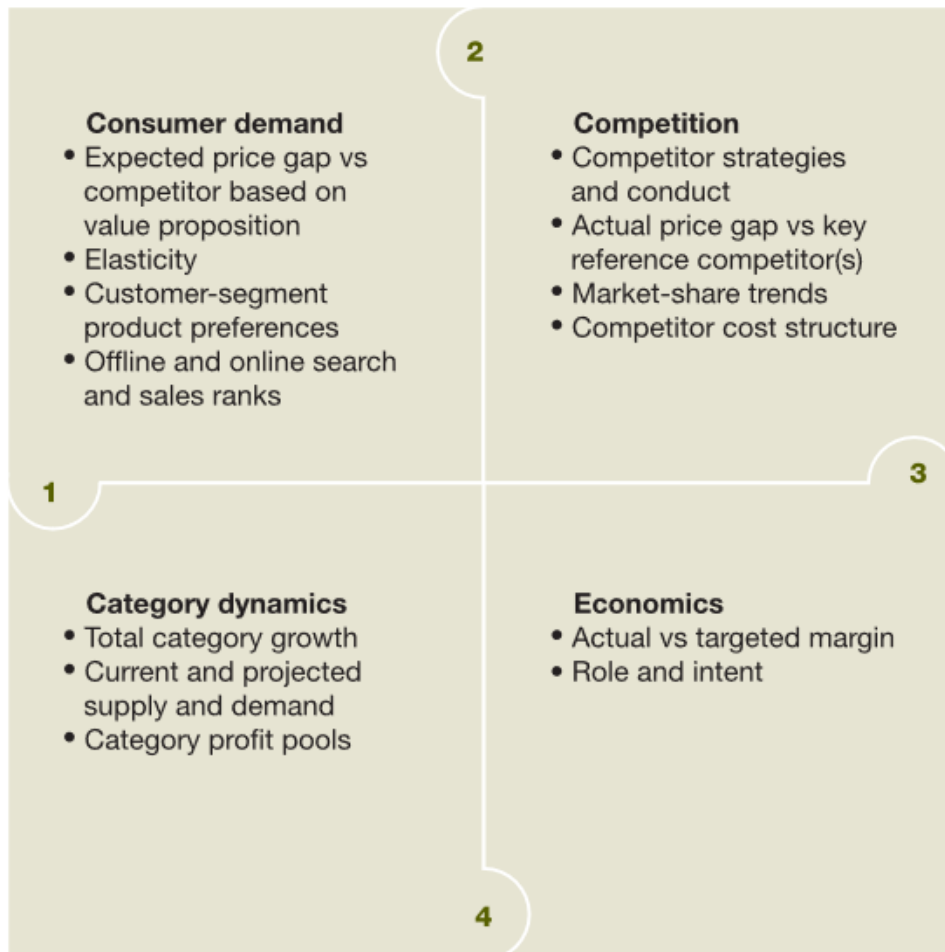 2
Consumer demand
• Expected price gap vs
competitor based on
value proposition
• Elasticity
• Customer-segment
product preferences
• Offline and online search
and sales ranks
Competition
• Competitor strategies
and conduct
• Actual price gap vs key
reference competitor(s)
• Market-share trends
• Competitor cost structure
1
3
Category dynamics
• Total category growth
• Current and projected
supply and demand
• Category profit pools
Economics
• Actual vs targeted margin
• Role and intent
4